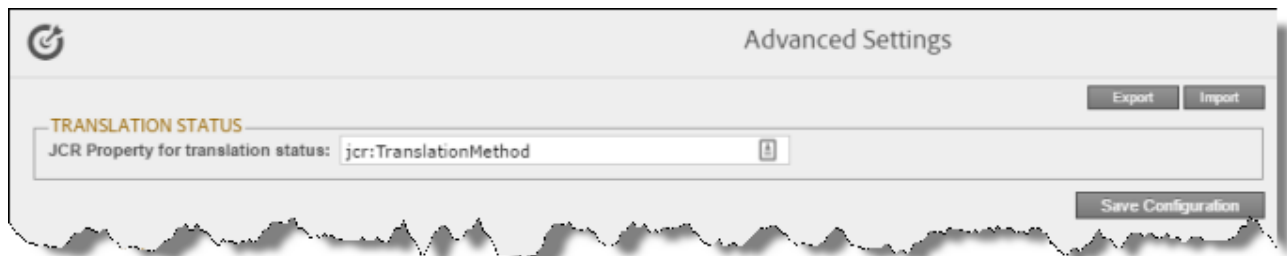 Advanced Settings
Export Import
TRANSLATION STATUS
JCR Property for translation status: jcr:TranslationMethod
Save Configuration